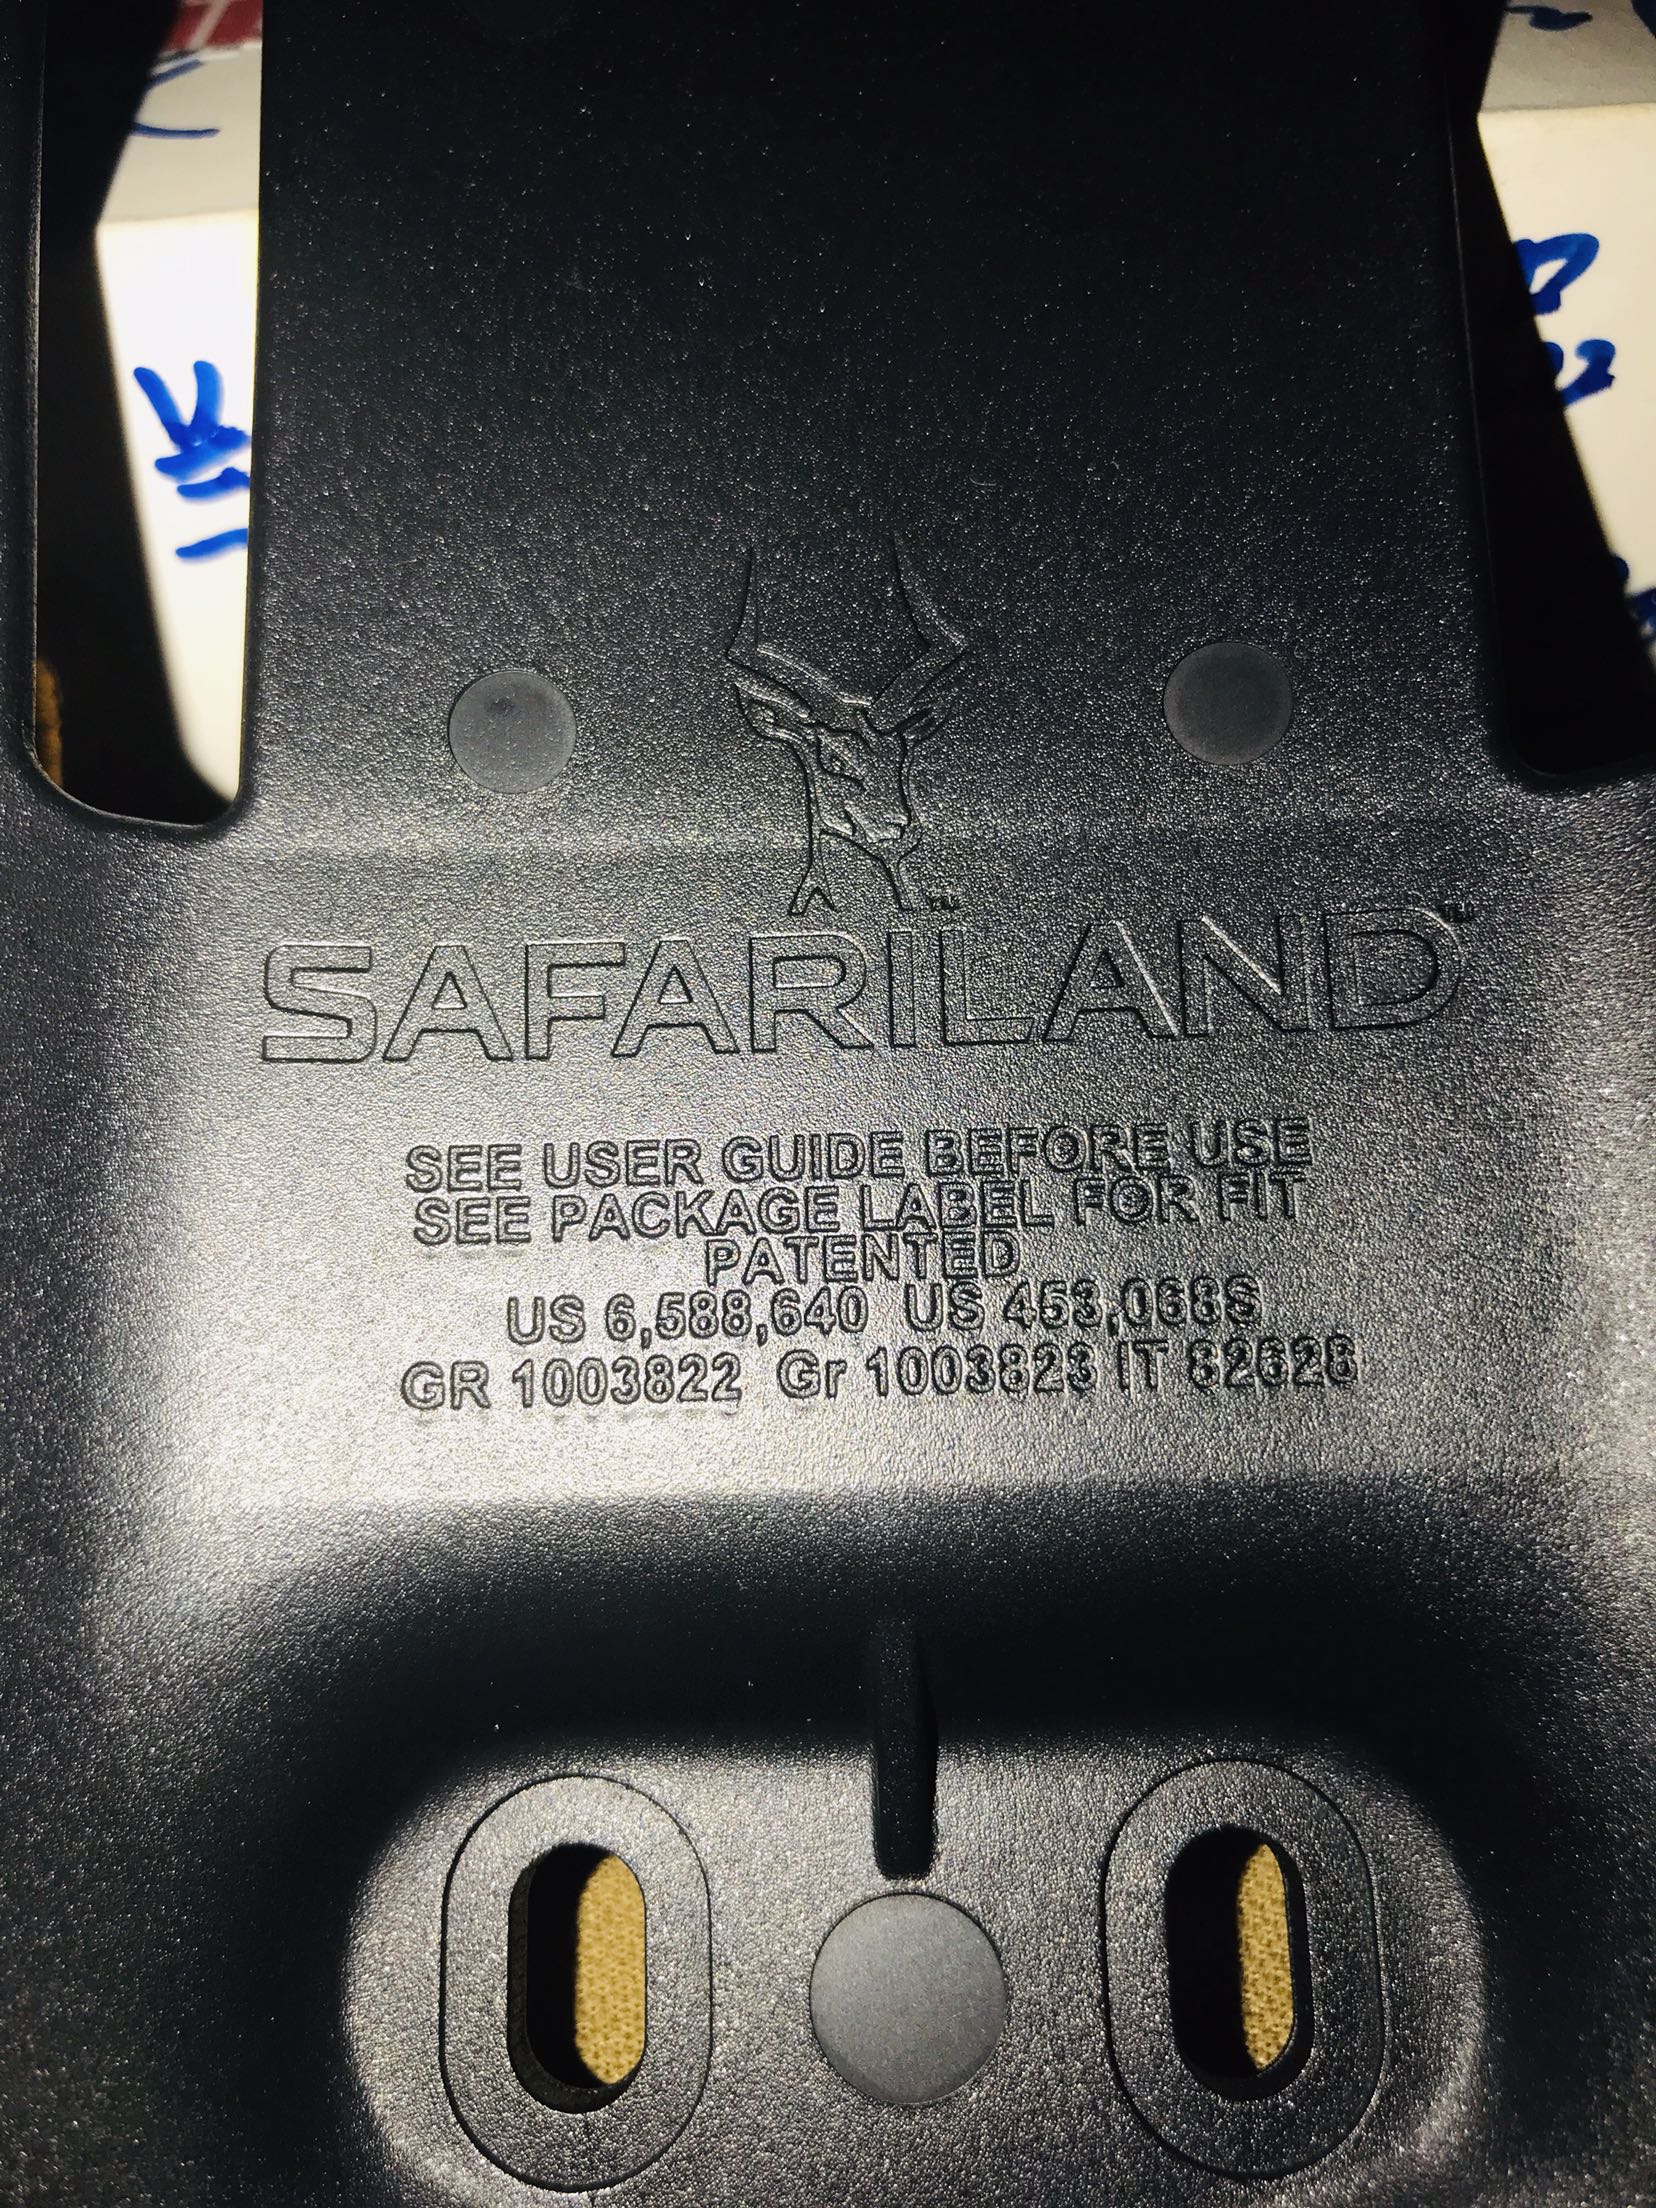 SAFARILAND™
SEE USER GUIDE BEFORE USE
SEE PACKAGE LABEL FOR FIT
PATENTED
US 6,588,640 US 453,068S
GR 1003822 Gr 1003823 IT 82628